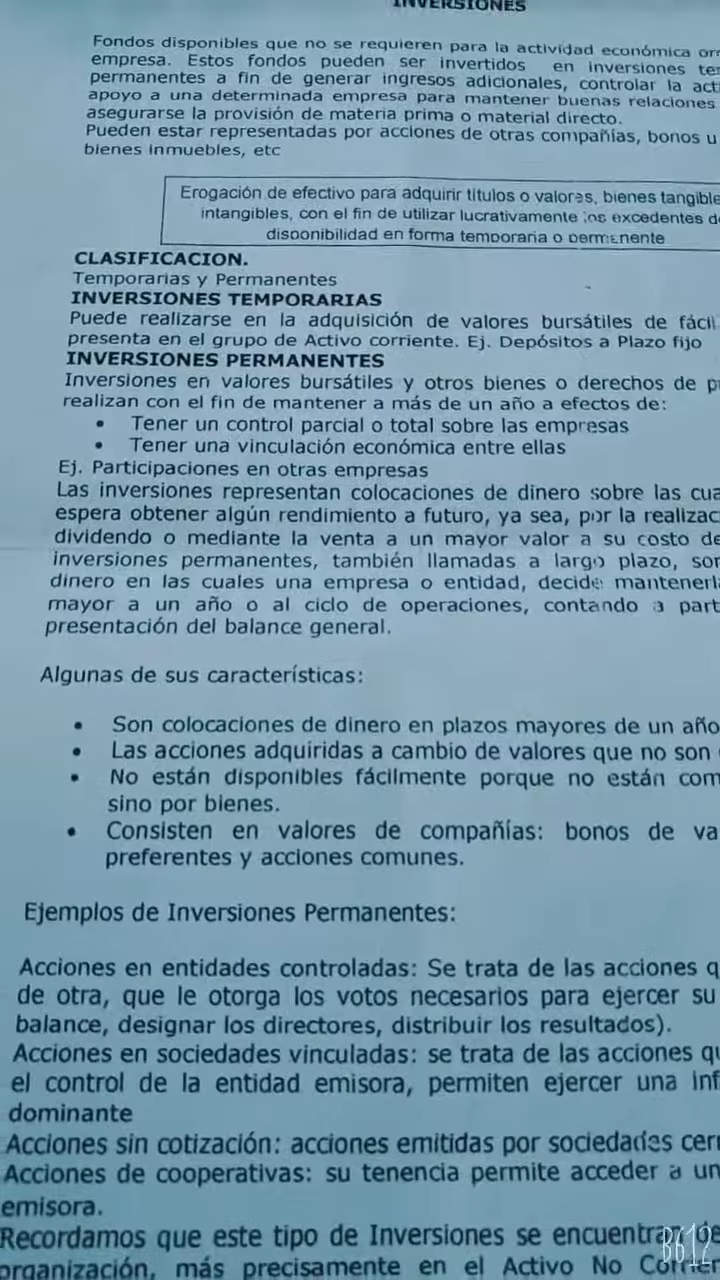 INVERSIONES
Fondos disponibles que no se requieren para la actividad económica
empresa. Estos fondos pueden ser invertidos en inversiones
permanentes a fin de generar ingresos adicionales, controlar la
apoyo a una determinada empresa para mantener buenas relaciones
asegurarse la provisión de materia prima o material directo.
Pueden estar representadas por acciones de otras compañías, bonos u
bienes inmuebles, etc
Erogación de efectivo para adquirir títulos o valores, bienes
intangibles, con el fin de utilizar lucrativamente los excedentes
disponibilidad en forma temporaria o permanente
CLASIFICACION.
Temporarias y Permanentes
INVERSIONES TEMPORARIAS
Puede realizarse en la adquisición de valores bursátiles de fácil
presenta en el grupo de Activo corriente. Ej. Depósitos a Plazo fijo
INVERSIONES PERMANENTES
Inversiones en valores bursátiles y otros bienes o derechos de
realizan con el fin de mantener a más de un año a efectos de:
• Tener un control parcial o total sobre las empresas
• Tener una vinculación económica entre ellas
Ej. Participaciones en otras empresas
Las inversiones representan colocaciones de dinero sobre las
espera obtener algún rendimiento a futuro, ya sea, por la
dividendo o mediante la venta a un mayor valor a su costo
inversiones permanentes, también llamadas a largo plazo,
dinero en las cuales una empresa o entidad, decide
mayor a un año o al ciclo de operaciones, contando a
presentación del balance general.
Algunas de sus características:
• Son colocaciones de dinero en plazos mayores de un año
• Las acciones adquiridas a cambio de valores que no son
• No están disponibles fácilmente porque no están
sino por bienes.
• Consisten en valores de compañías: bonos de
preferentes y acciones comunes.
Ejemplos de Inversiones Permanentes:
Acciones en entidades controladas: Se trata de las acciones
de otra, que le otorga los votos necesarios para ejercer su
balance, designar los directores, distribuir los resultados).
Acciones en sociedades vinculadas: se trata de las acciones
el control de la entidad emisora, permiten ejercer una
dominante
Acciones sin cotización: acciones emitidas por sociedades
Acciones de cooperativas: su tenencia permite acceder a
emisora.
Recordamos que este tipo de Inversiones se encuentran
organización, más precisamente en el Activo No
B612